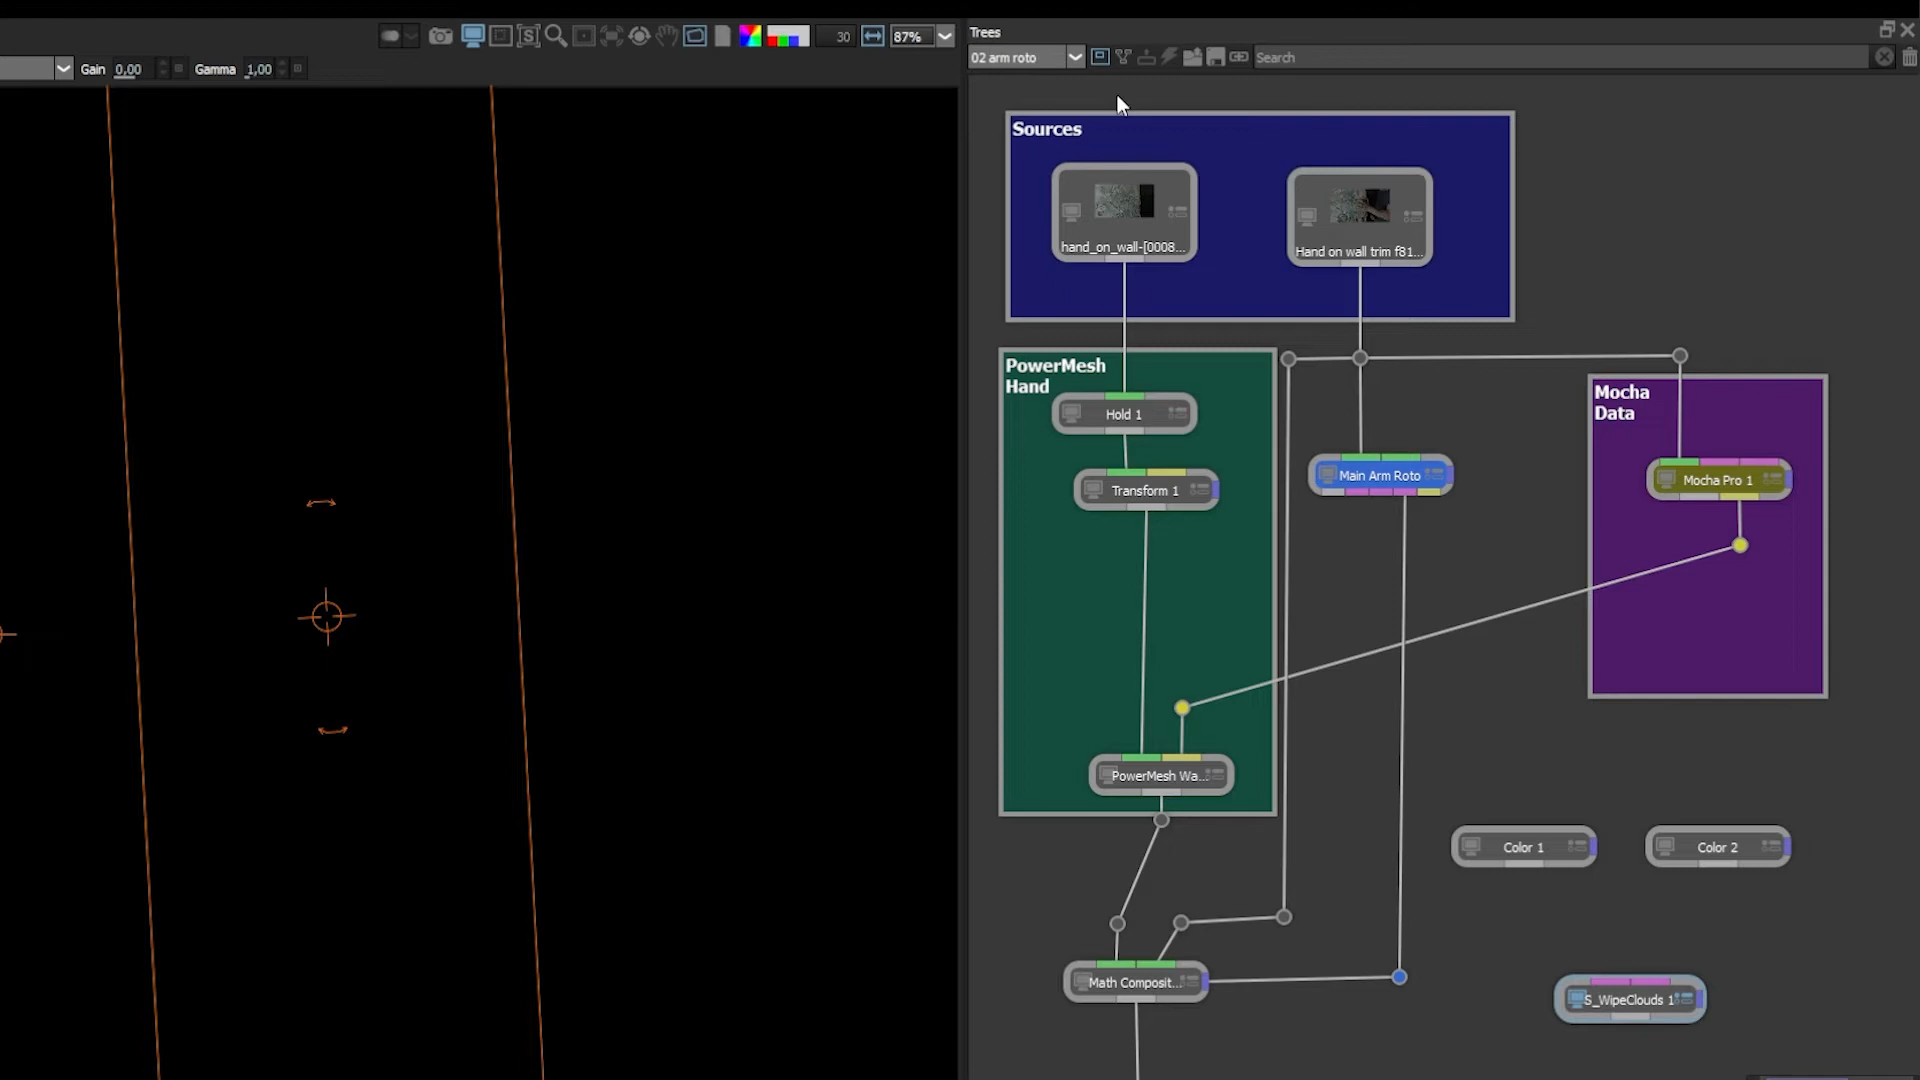 30
87%
Gain 0,00
Gamma 1,00
Trees
02 arm roto
Search
Sources
hand_on_wall-[0008...
Hand on wall trim f81...
PowerMesh
Hand
Hold 1
Transform 1
PowerMesh Wa...
Main Arm Roto
Mocha
Data
Mocha Pro 1
Color 1
Color 2
Math Composit...
S_WipeClouds 1